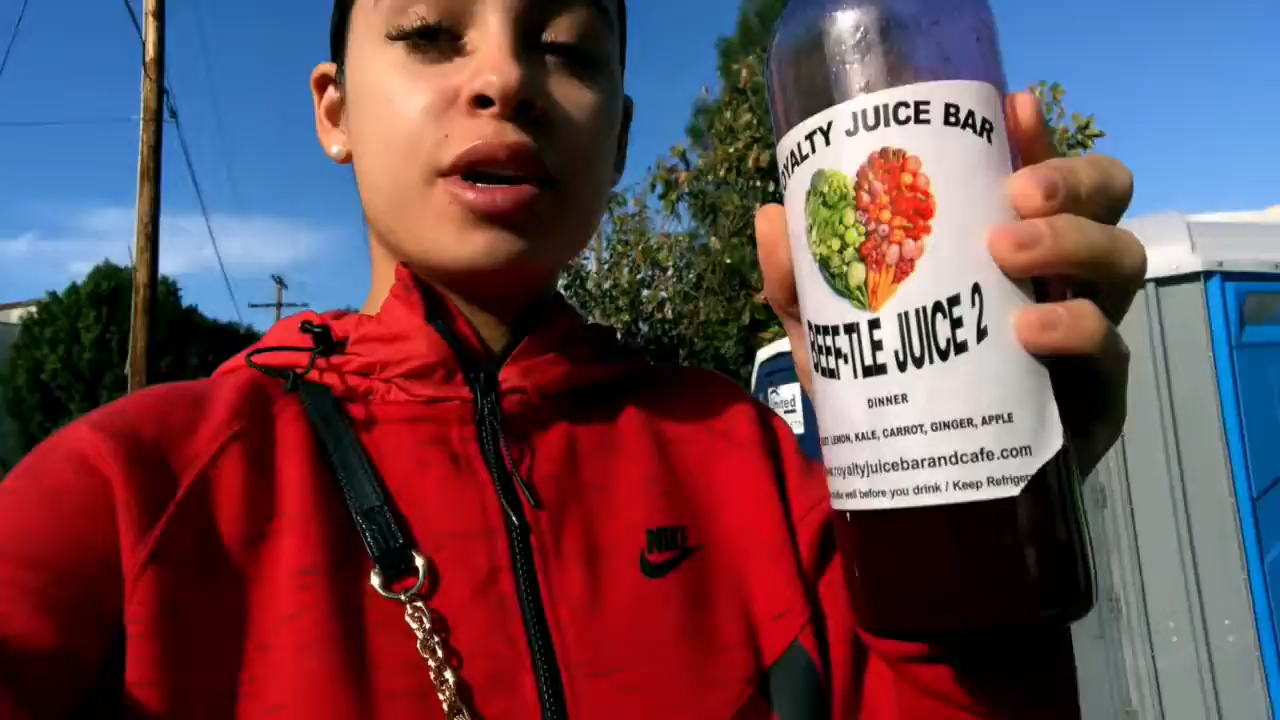 ROYALTY JUICE BAR
BEEF-TLE JUICE 2
DINNER
LEMON, KALE, CARROT, GINGER, APPLE
royaltyjuicebarandcafe.com
well before you drink / Keep Refriger
NIKE